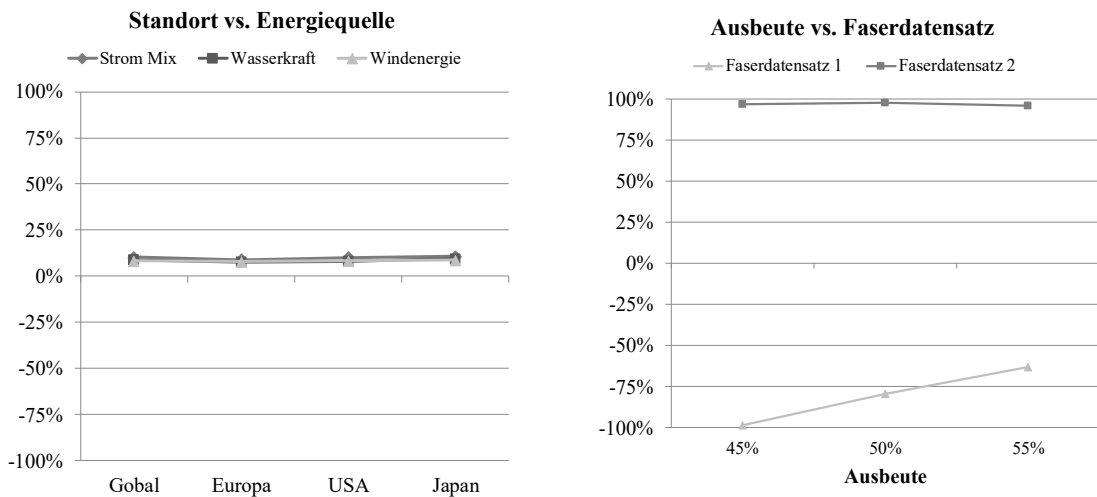 Standort vs. Energiequelle
Strom Mix Wasserkraft Windenergie
100%
75%
50%
25%
0%
-25%
-50%
-75%
-100%
Gobal Europa USA Japan
Ausbeute vs. Faserdatensatz
Faserdatensatz 1 Faserdatensatz 2
100%
75%
50%
25%
0%
-25%
-50%
-75%
-100%
45% 50% 55%
Ausbeute